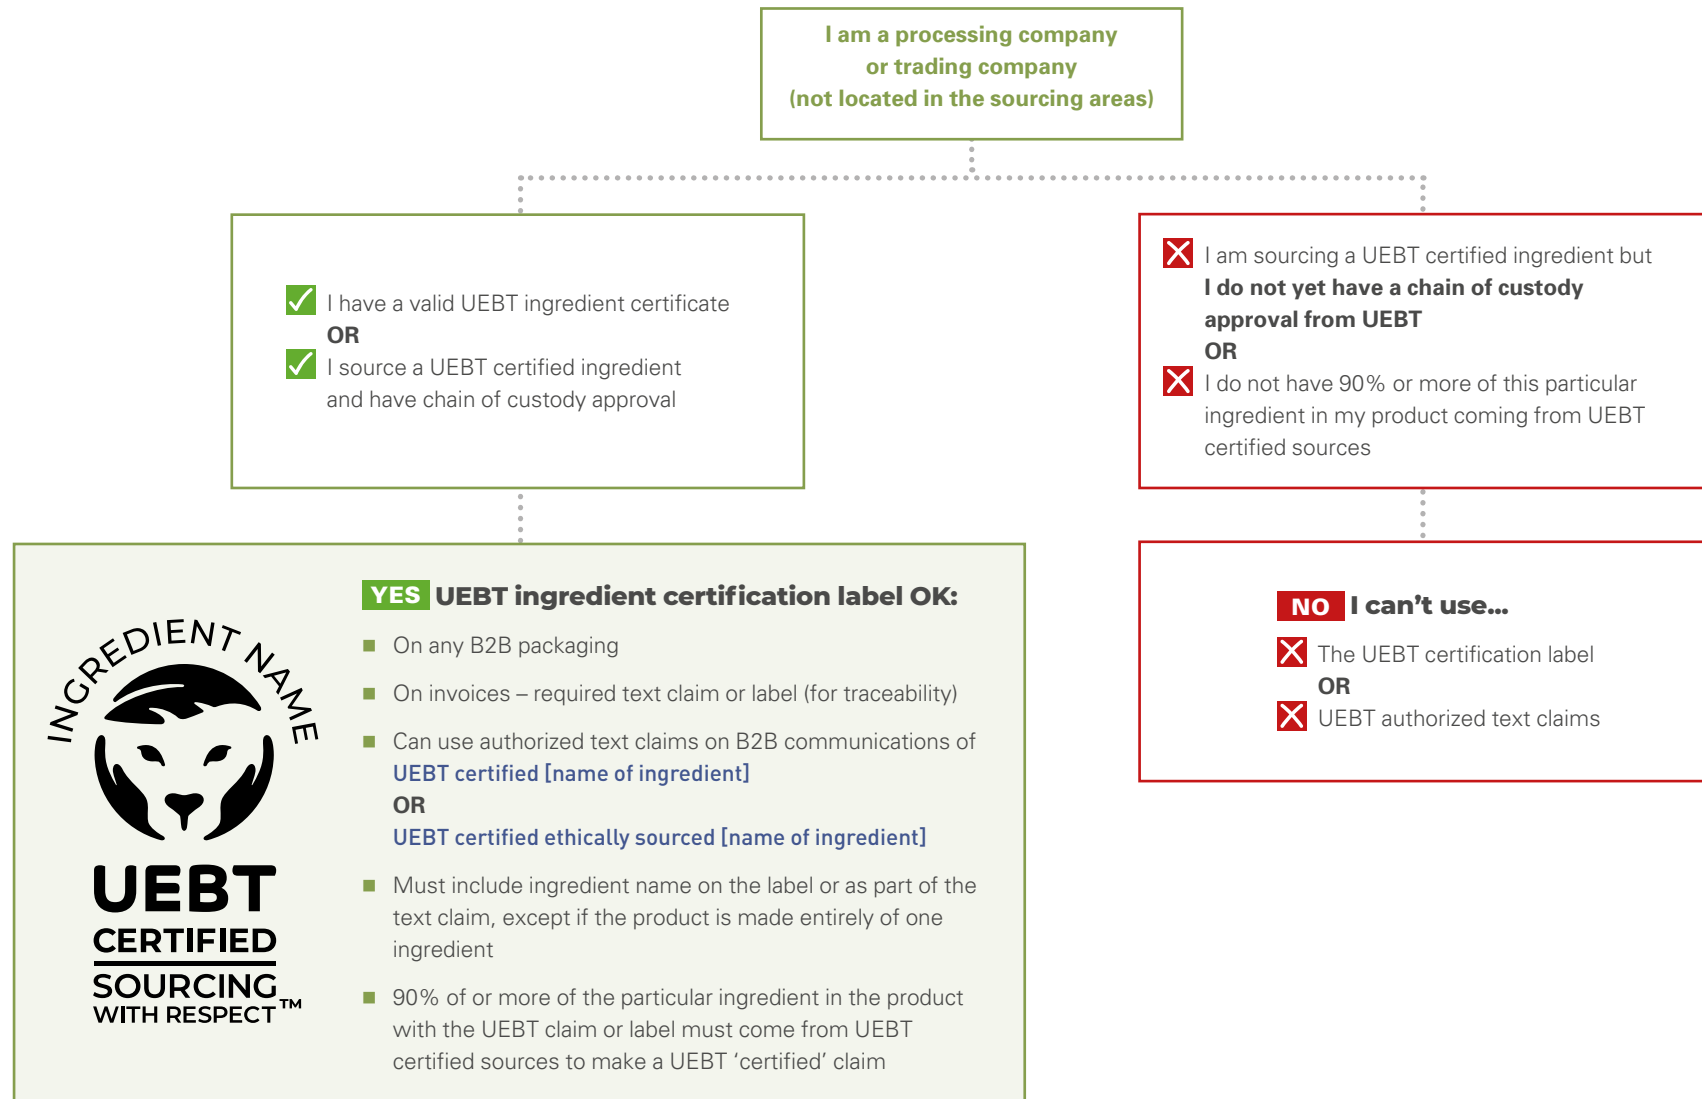 I am a processing company
or trading company
(not located in the sourcing areas)
I have a valid UEBT ingredient certificate
OR
I source a UEBT certified ingredient
and have chain of custody approval
I am sourcing a UEBT certified ingredient but
I do not yet have a chain of custody
approval from UEBT
OR
I do not have 90% or more of this particular
ingredient in my product coming from UEBT
certified sources
INGREDIENT NAME
UEBT
CERTIFIED
SOURCING
WITH RESPECT™
YES UEBT ingredient certification label OK:
On any B2B packaging
On invoices – required text claim or label (for traceability)
Can use authorized text claims on B2B communications of
UEBT certified [name of ingredient]
OR
UEBT certified ethically sourced [name of ingredient]
Must include ingredient name on the label or as part of the
text claim, except if the product is made entirely of one
ingredient
90% of or more of the particular ingredient in the product
with the UEBT claim or label must come from UEBT
certified sources to make a UEBT ‘certified’ claim
NO I can’t use...
The UEBT certification label
OR
UEBT authorized text claims